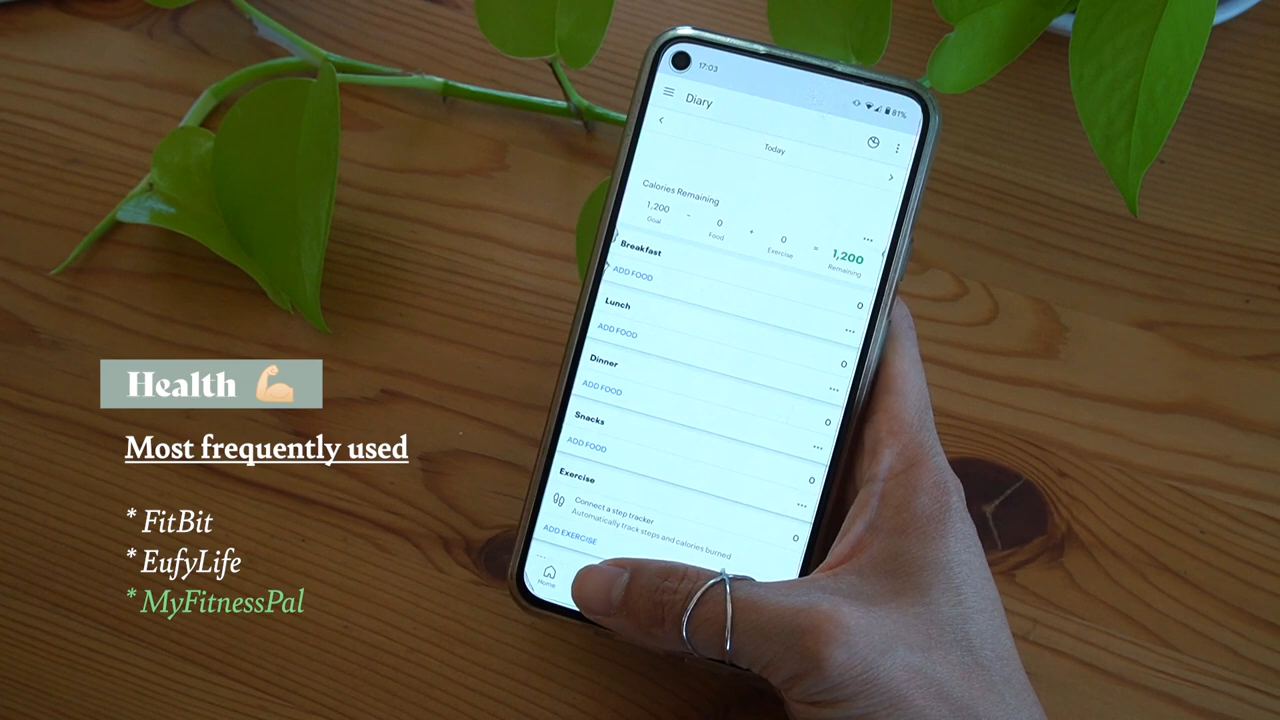 Health 💪🏻
Most frequently used
* FitBit
* EufyLife
* MyFitnessPal
17:03
81%
Diary
Today
Calories Remaining
1,200 - 0 + 0 = 1,200
Goal Food Exercise Remaining
Breakfast 0
ADD FOOD
Lunch 0
ADD FOOD
Dinner 0
ADD FOOD
Snacks 0
ADD FOOD
Exercise 0
Connect a step tracker
Automatically track steps and calories burned
ADD EXERCISE
Home